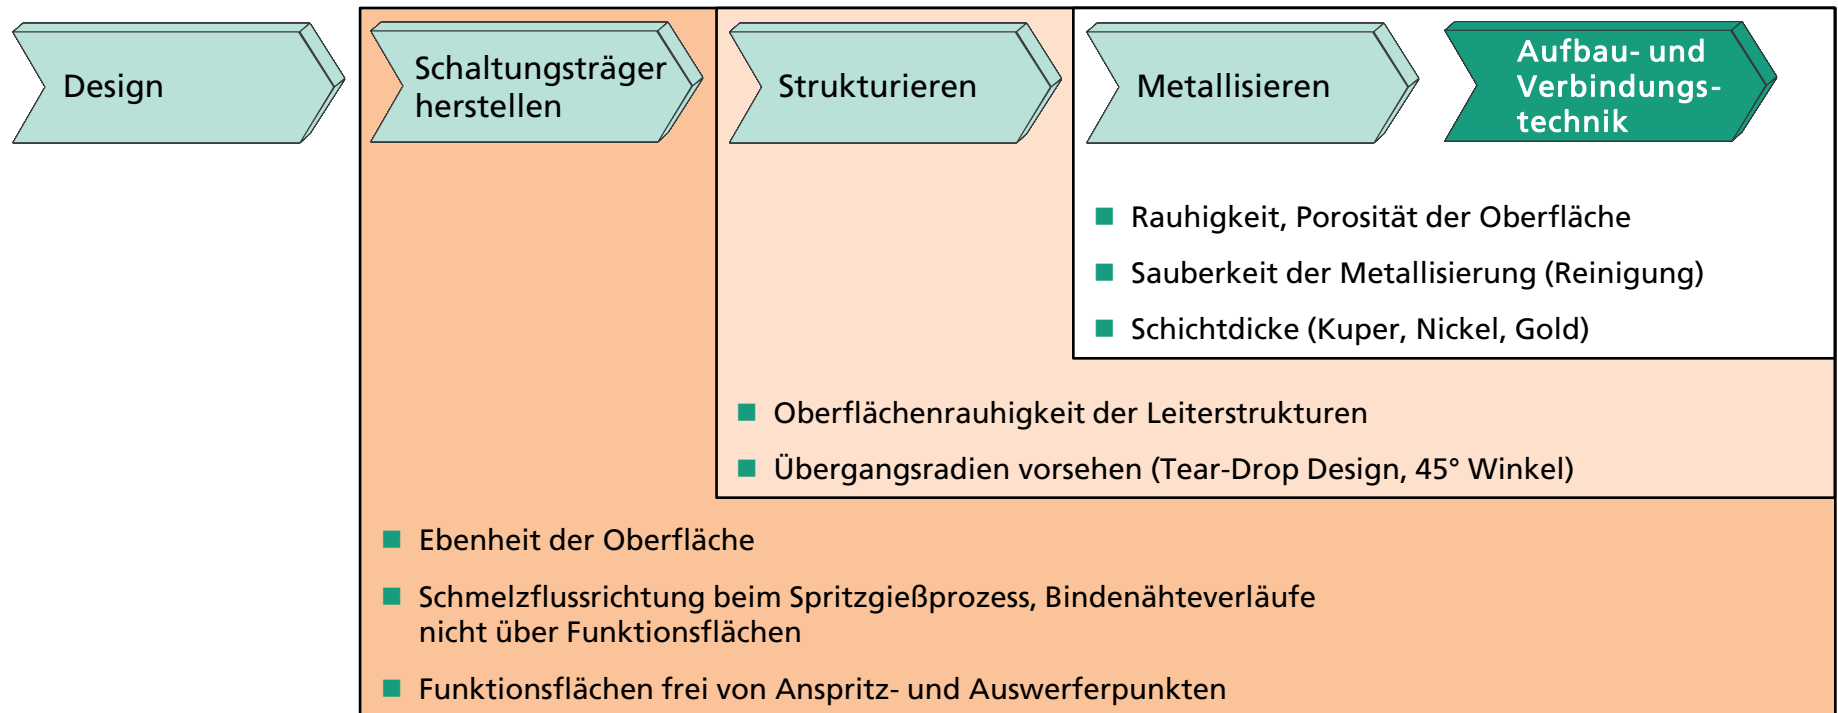 Design
Schaltungsträger
herstellen
Strukturieren
Metallisieren
Aufbau- und
Verbindungs-
technik
Rauhigkeit, Porosität der Oberfläche
Sauberkeit der Metallisierung (Reinigung)
Schichtdicke (Kuper, Nickel, Gold)
Oberflächenrauhigkeit der Leiterstrukturen
Übergangsradien vorsehen (Tear-Drop Design, 45° Winkel)
Ebenheit der Oberfläche
Schmelzflussrichtung beim Spritzgießprozess, Bindenähteverläufe
nicht über Funktionsflächen
Funktionsflächen frei von Anspritz- und Auswerferpunkten